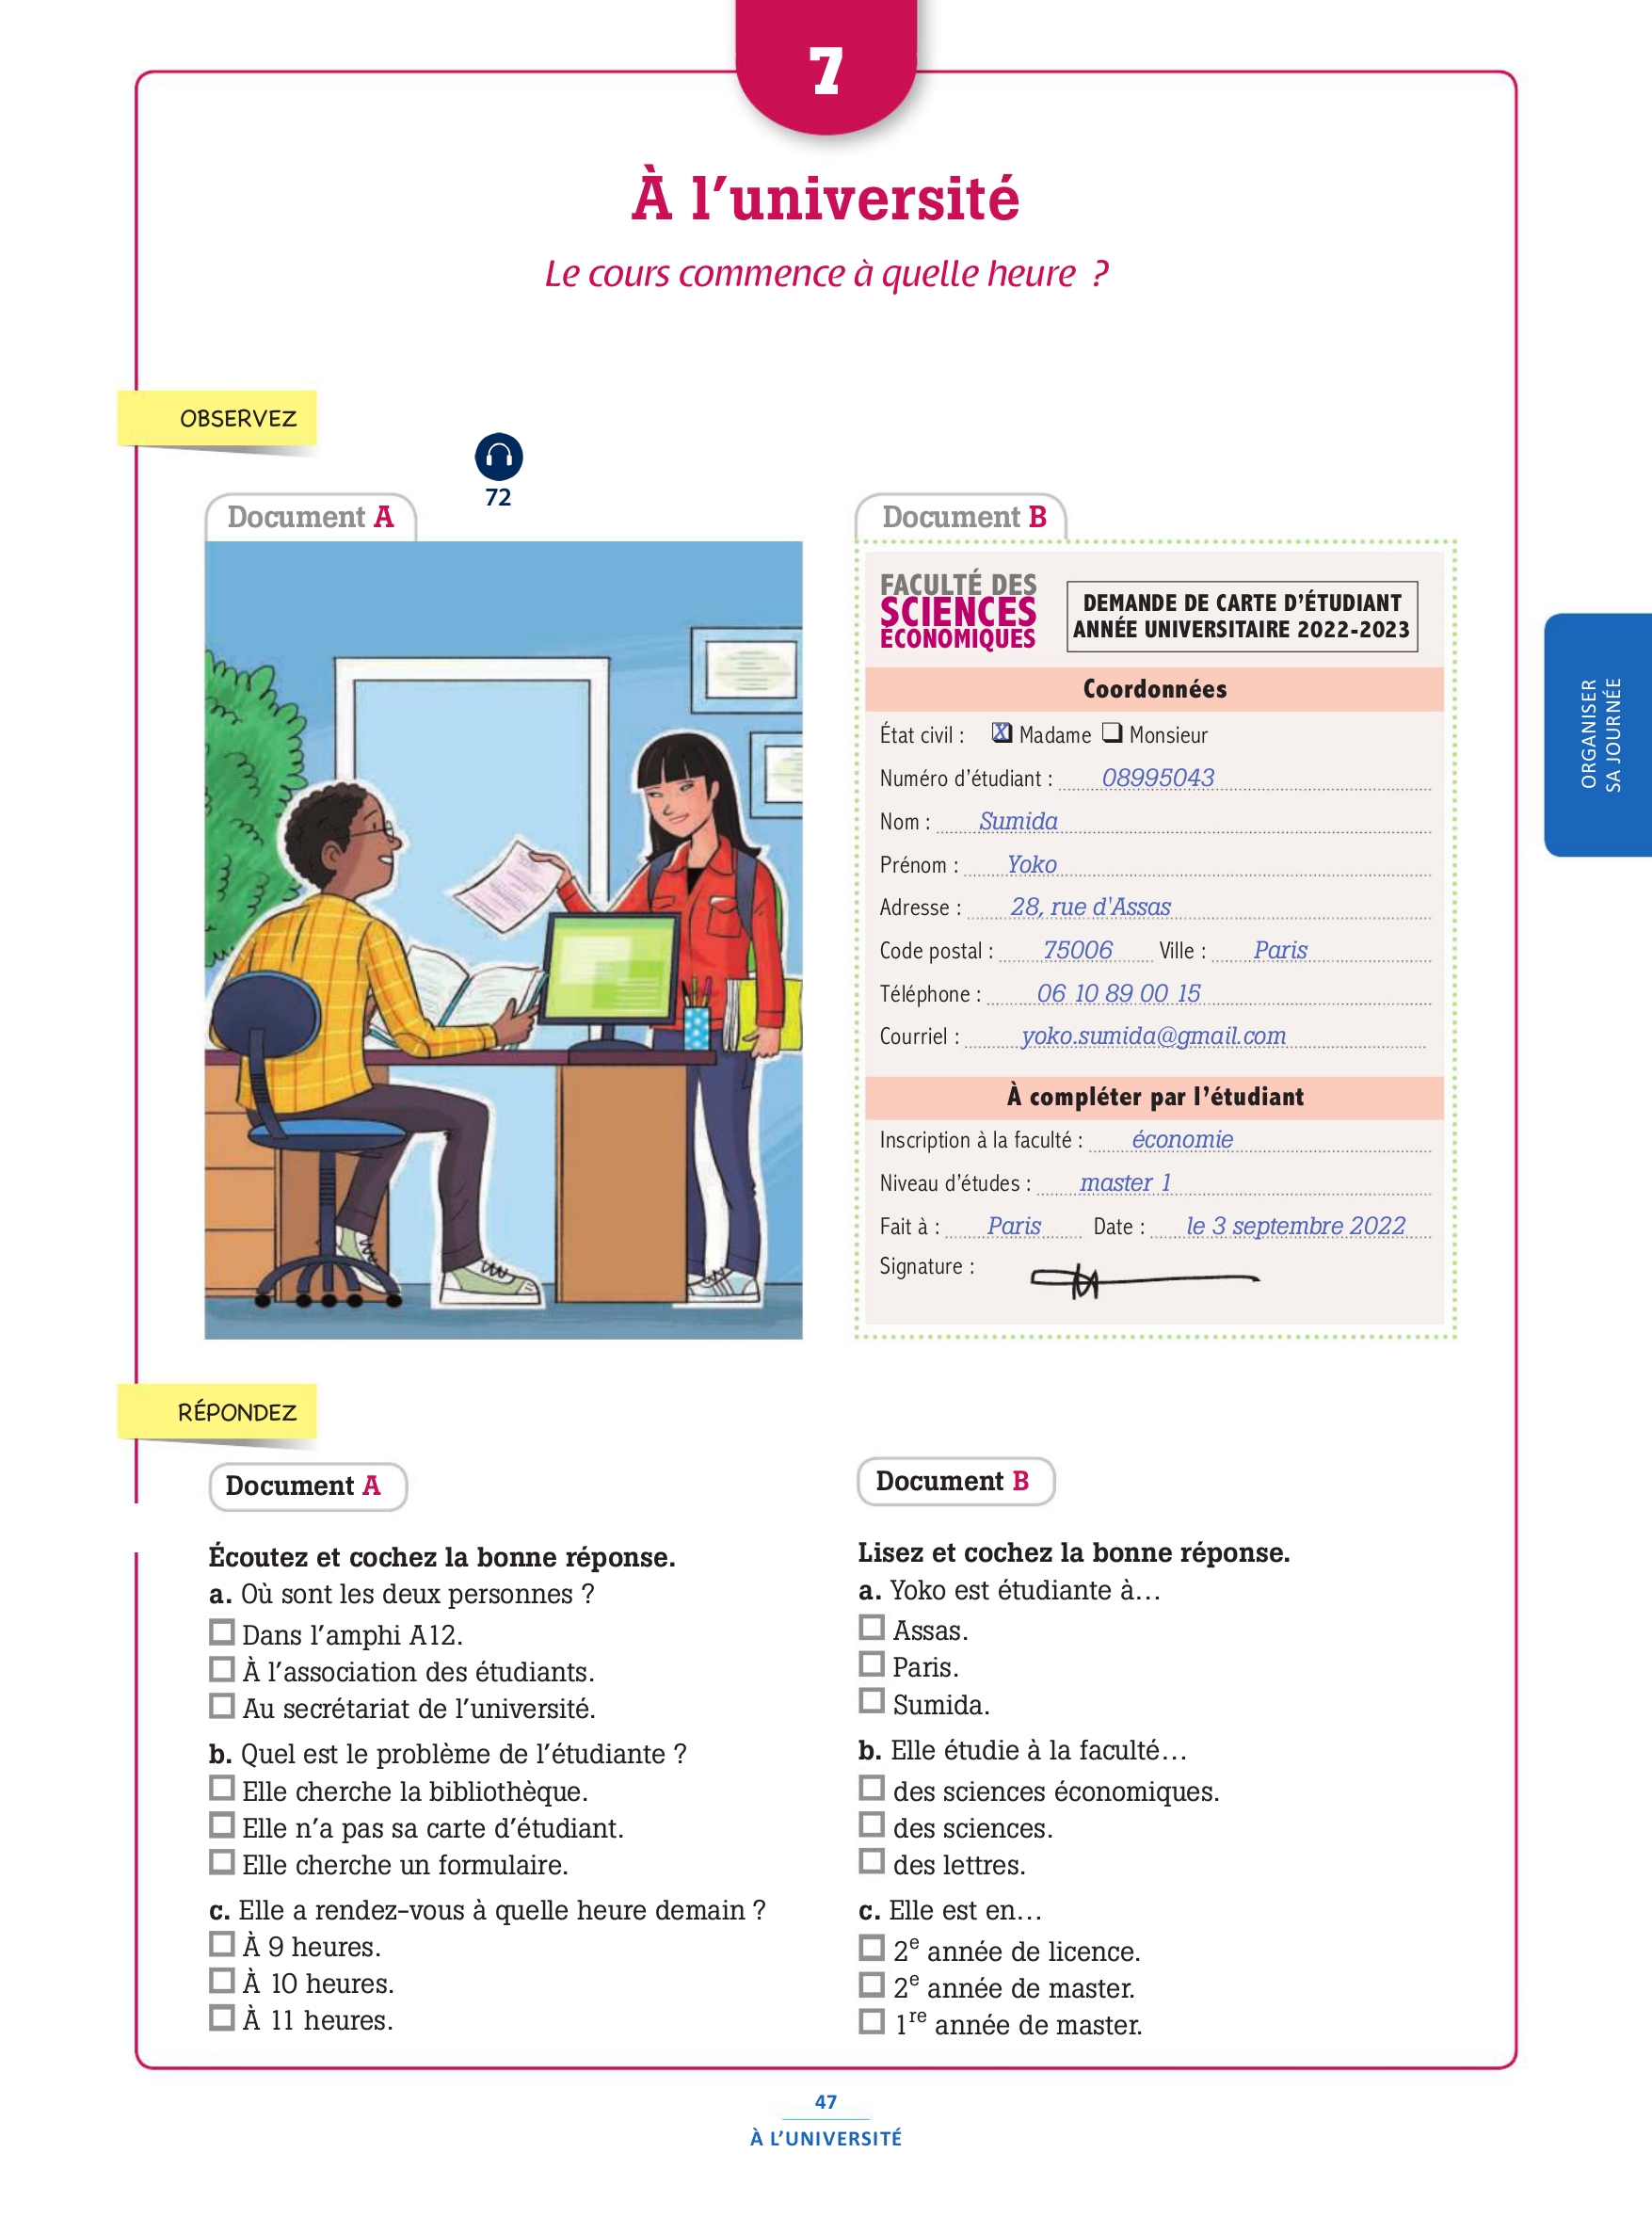 7
À l'université
Le cours commence à quelle heure ?
OBSERVEZ
72
Document A
Document B
FACULTÉ DES
SCIENCES
ÉCONOMIQUES
DEMANDE DE CARTE D'ÉTUDIANT
ANNÉE UNIVERSITAIRE 2022-2023
Coordonnées
État civil : X Madame Monsieur
Numéro d'étudiant : 08995043
Nom : Sumida
Prénom : Yoko
Adresse : 28, rue d'Assas
Code postal : 75006 Ville : Paris
Téléphone : 06 10 89 00 15
Courriel : yoko.sumida@gmail.com
À compléter par l'étudiant
Inscription à la faculté : économie
Niveau d'études : master 1
Fait à : Paris Date : le 3 septembre 2022
Signature :
ORGANISER
SA JOURNÉE
RÉPONDEZ
Document A
Écoutez et cochez la bonne réponse.
a. Où sont les deux personnes ?
Dans l'amphi A12.
À l'association des étudiants.
Au secrétariat de l'université.
b. Quel est le problème de l'étudiante ?
Elle cherche la bibliothèque.
Elle n'a pas sa carte d'étudiant.
Elle cherche un formulaire.
c. Elle a rendez-vous à quelle heure demain ?
À 9 heures.
À 10 heures.
À 11 heures.
Document B
Lisez et cochez la bonne réponse.
a. Yoko est étudiante à…
Assas.
Paris.
Sumida.
b. Elle étudie à la faculté…
des sciences économiques.
des sciences.
des lettres.
c. Elle est en…
2e année de licence.
2e année de master.
1re année de master.
47
À L'UNIVERSITÉ